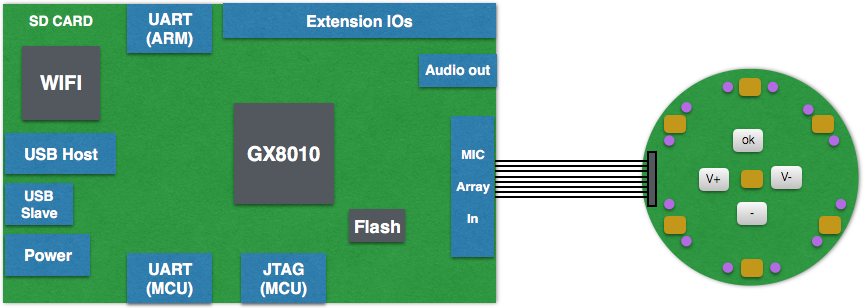 SD CARD
UART
(ARM)
Extension IOs
WIFI
Audio out
GX8010
USB Host
MIC
Array
In
USB
Slave
Flash
Power
UART
(MCU)
JTAG
(MCU)
ok
V+
V-
-